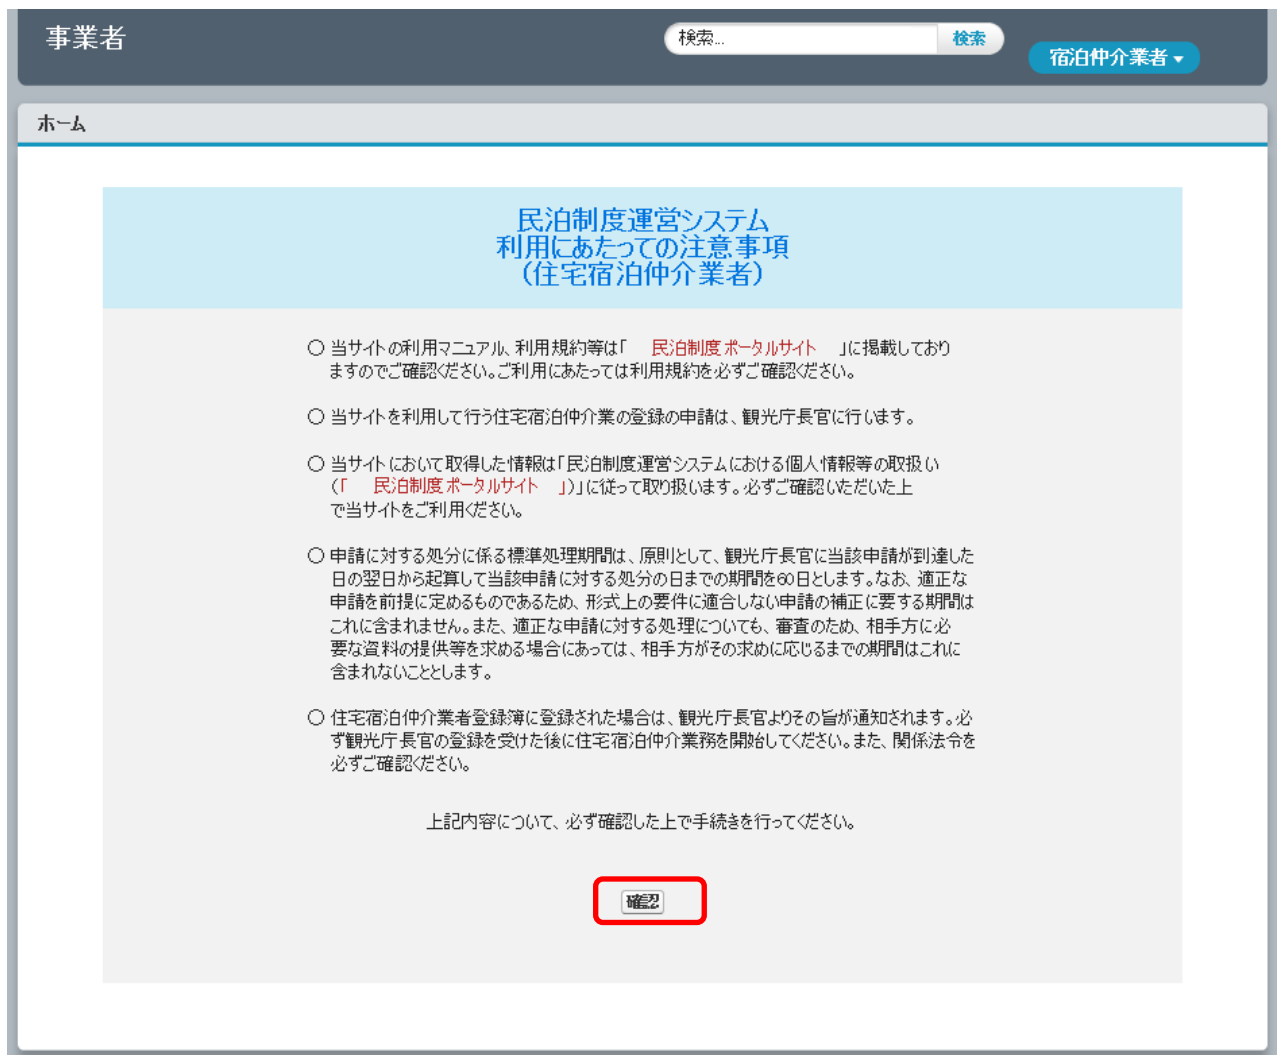 事業者
検索...
検索
宿泊仲介業者▼
ホーム
民泊制度運営システム
利用にあたっての注意事項
（住宅宿泊仲介業者）
○ 当サイトの利用マニュアル、利用規約等は「 民泊制度ポータルサイト 」に掲載しており
ますのでご確認ください。ご利用にあたっては利用規約を必ずご確認ください。
○ 当サイトを利用して行う住宅宿泊仲介業の登録の申請は、観光庁長官に行います。
○ 当サイトにおいて取得した情報は「民泊制度運営システムにおける個人情報等の取扱い
（「 民泊制度ポータルサイト 」）」に従って取り扱います。必ずご確認いただいた上
で当サイトをご利用ください。
○ 申請に対する処分に係る標準処理期間は、原則として、観光庁長官に当該申請が到達した
日の翌日から起算して当該申請に対する処分の日までの期間を60日とします。なお、適正な
申請を前提に定めるものであるため、形式上の要件に適合しない申請の補正に要する期間は
これに含まれません。また、適正な申請に対する処理についても、審査のため、相手方に必
要な資料の提供等を求める場合にあっては、相手方がその求めに応じるまでの期間はこれに
含まれないこととします。
○ 住宅宿泊仲介業者登録簿に登録された場合は、観光庁長官よりその旨が通知されます。必
ず観光庁長官の登録を受けた後に住宅宿泊仲介業務を開始してください。また、関係法令を
必ずご確認ください。
上記内容について、必ず確認した上で手続きを行ってください。
確認